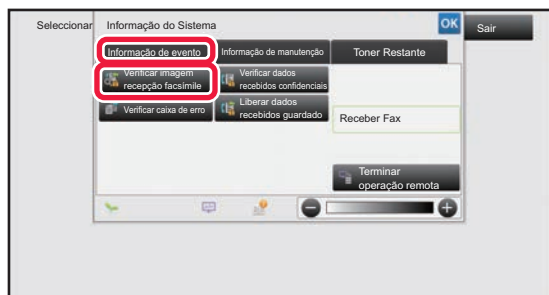 Seleccionar
Informação do Sistema
OK
Sair
Informação de evento
Informação de manutenção
Toner Restante
Verificar imagem
recepção facsímile
Verificar dados
recebidos confidenciais
Verificar caixa de erro
Liberar dados
recebidos guardado
Receber Fax
Terminar
operação remota